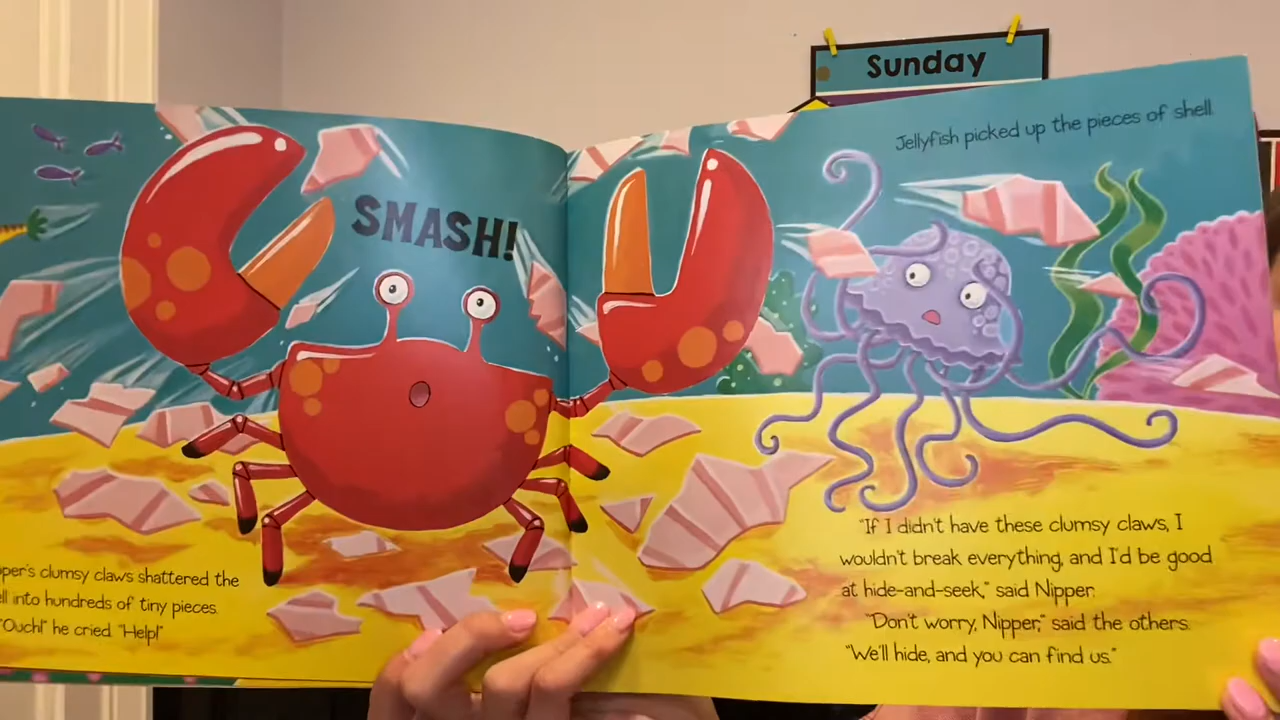 Sunday
SMASH!
clumsy claws shattered the
into hundreds of tiny pieces.
"Ouch!" he cried. "Help!"
Jellyfish picked up the pieces of shell.
"If I didn't have these clumsy claws, I
wouldn't break everything, and I'd be good
at hide-and-seek," said Nipper.
"Don't worry, Nipper," said the others.
"We'll hide, and you can find us."